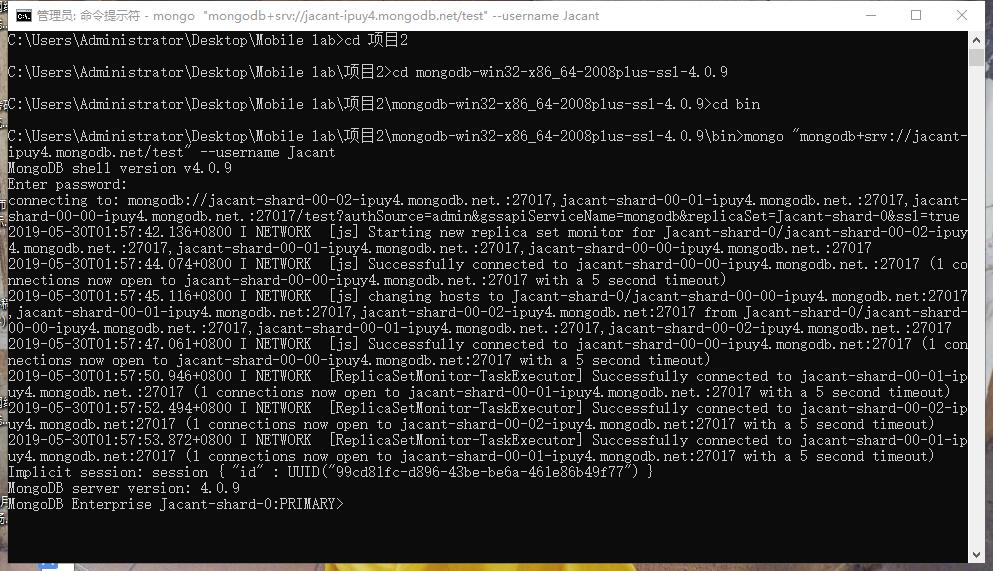 管理员: 命令提示符 - mongo  "mongodb+srv://jacant-ipuy4.mongodb.net/test" --username Jacant
C:\Users\Administrator\Desktop\Mobile lab>cd 项目2
C:\Users\Administrator\Desktop\Mobile lab\项目2>cd mongodb-win32-x86_64-2008plus-ssl-4.0.9
C:\Users\Administrator\Desktop\Mobile lab\项目2\mongodb-win32-x86_64-2008plus-ssl-4.0.9>cd bin
C:\Users\Administrator\Desktop\Mobile lab\项目2\mongodb-win32-x86_64-2008plus-ssl-4.0.9\bin>mongo "mongodb+srv://jacant-
ipuy4.mongodb.net/test" --username Jacant
MongoDB shell version v4.0.9
Enter password:
connecting to: mongodb://jacant-shard-00-02-ipuy4.mongodb.net.:27017,jacant-shard-00-01-ipuy4.mongodb.net.:27017,jacant-
shard-00-00-ipuy4.mongodb.net.:27017/test?authSource=admin&gssapiServiceName=mongodb&replicaSet=Jacant-shard-0&ssl=true
2019-05-30T01:57:42.136+0800 I NETWORK  [js] Starting new replica set monitor for Jacant-shard-0/jacant-shard-00-02-ipuy
4.mongodb.net.:27017,jacant-shard-00-01-ipuy4.mongodb.net.:27017,jacant-shard-00-00-ipuy4.mongodb.net.:27017
2019-05-30T01:57:44.074+0800 I NETWORK  [js] Successfully connected to jacant-shard-00-00-ipuy4.mongodb.net.:27017 (1 co
nnections now open to jacant-shard-00-00-ipuy4.mongodb.net.:27017 with a 5 second timeout)
2019-05-30T01:57:45.116+0800 I NETWORK  [js] changing hosts to Jacant-shard-0/jacant-shard-00-00-ipuy4.mongodb.net:27017
,jacant-shard-00-01-ipuy4.mongodb.net:27017,jacant-shard-00-02-ipuy4.mongodb.net:27017 from Jacant-shard-0/jacant-shard-
00-00-ipuy4.mongodb.net.:27017,jacant-shard-00-01-ipuy4.mongodb.net.:27017,jacant-shard-00-02-ipuy4.mongodb.net.:27017
2019-05-30T01:57:47.061+0800 I NETWORK  [js] Successfully connected to jacant-shard-00-00-ipuy4.mongodb.net:27017 (1 con
nections now open to jacant-shard-00-00-ipuy4.mongodb.net:27017 with a 5 second timeout)
2019-05-30T01:57:50.946+0800 I NETWORK  [ReplicaSetMonitor-TaskExecutor] Successfully connected to jacant-shard-00-01-ip
uy4.mongodb.net.:27017 (1 connections now open to jacant-shard-00-01-ipuy4.mongodb.net.:27017 with a 5 second timeout)
2019-05-30T01:57:52.494+0800 I NETWORK  [ReplicaSetMonitor-TaskExecutor] Successfully connected to jacant-shard-00-02-ip
uy4.mongodb.net:27017 (1 connections now open to jacant-shard-00-02-ipuy4.mongodb.net:27017 with a 5 second timeout)
2019-05-30T01:57:53.872+0800 I NETWORK  [ReplicaSetMonitor-TaskExecutor] Successfully connected to jacant-shard-00-01-ip
uy4.mongodb.net:27017 (1 connections now open to jacant-shard-00-01-ipuy4.mongodb.net:27017 with a 5 second timeout)
Implicit session: session { "id" : UUID("99cd81fc-d896-43be-be6a-461e86b49f77") }
MongoDB server version: 4.0.9
MongoDB Enterprise Jacant-shard-0:PRIMARY>